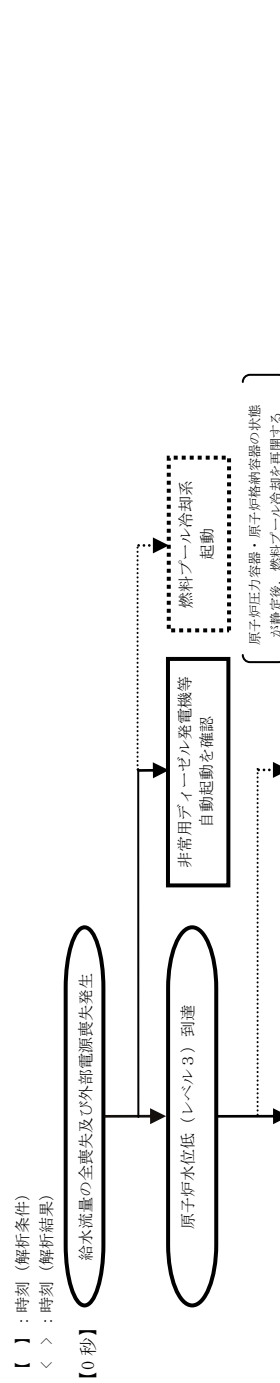 【 】：時刻（解析条件）
< >：時刻（解析結果）
【0 秒】
給水流量の全喪失及び外部電源喪失発生
原子炉水位低（レベル３）到達
非常用ディーゼル発電機等
自動起動を確認
燃料プール冷却系
起動
原子炉圧力容器・原子炉格納容器の状態
が静定後，燃料プール冷却を再開する